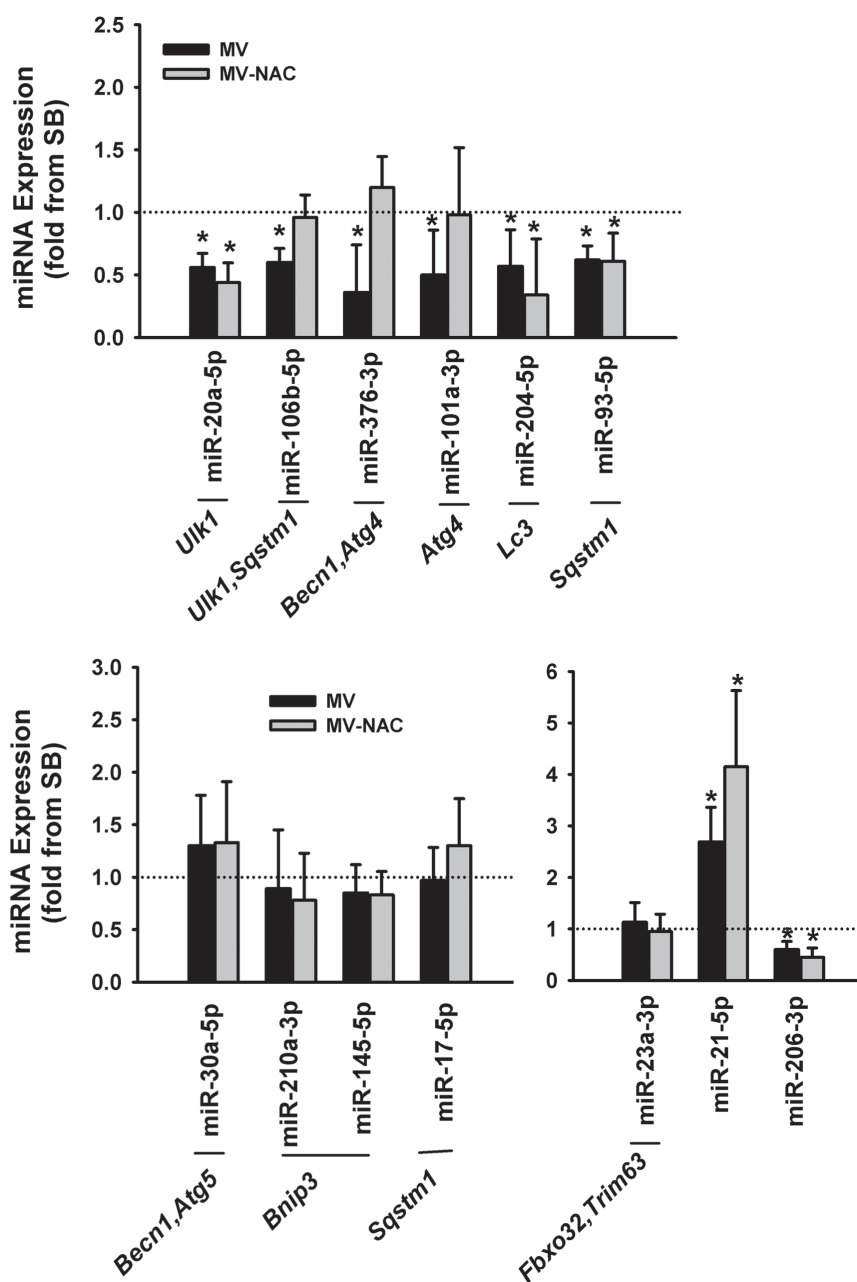 2.5
2.0
1.5
1.0
0.5
0.0
miRNA Expression
(fold from SB)
MV
MV-NAC
* * * * * * * * *
miR-20a-5p
miR-106b-5p
miR-376-3p
miR-101a-3p
miR-204-5p
miR-93-5p
Ulk1
Ulk1,Sqstm1
Becn1,Atg4
Atg4
Lc3
Sqstm1
3.0
2.5
2.0
1.5
1.0
0.5
0.0
miRNA Expression
(fold from SB)
MV
MV-NAC
miR-30a-5p
miR-210a-3p
miR-145-5p
miR-17-5p
Becn1,Atg5
Bnip3
Sqstm1
6
5
4
3
2
1
0
* * * *
miR-23a-3p
miR-21-5p
miR-206-3p
Fbxo32,Trim63